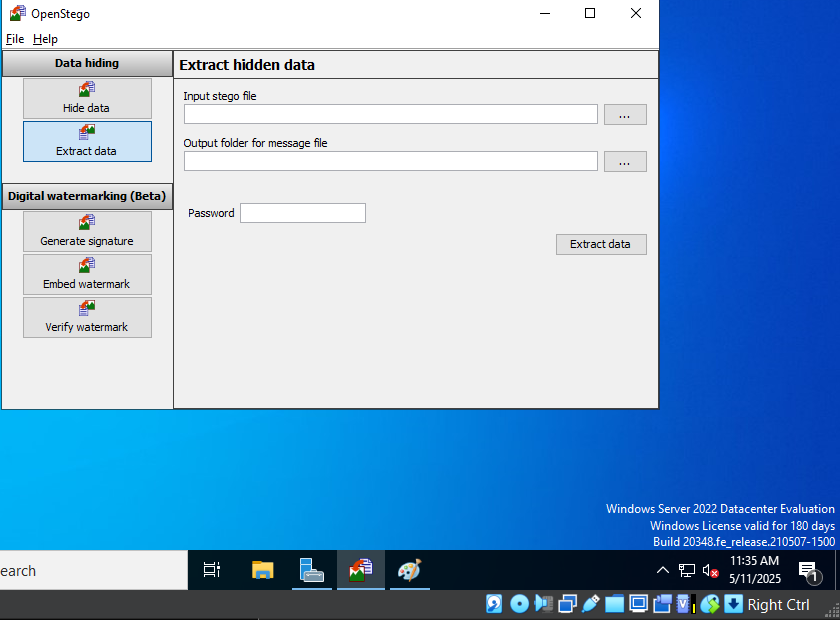 OpenStego
File Help
Data hiding
Hide data
Extract data
Digital watermarking (Beta)
Generate signature
Embed watermark
Verify watermark
Extract hidden data
Input stego file
...
Output folder for message file
...
Password
Extract data
Windows Server 2022 Datacenter Evaluation
Windows License valid for 180 days
Build 20348.fe_release.210507-1500
earch
11:35 AM
5/11/2025
1
Right Ctrl